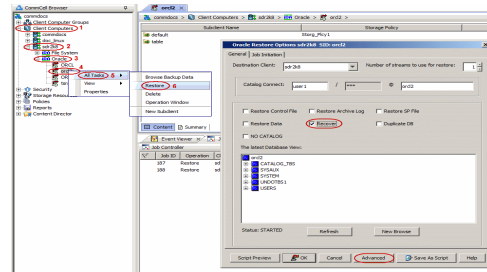 CommCell Browser
commdocs
Client Computer Groups
Client Computers 1
commdocs
doc_linux
sdr2k8 2
File System
Oracle 3
ORCL
4
All Tasks 5
View
Properties
Browse Backup Data
Restore 6
Delete
Operation Window
New Subclient
Security
Storage Resources
Policies
Reports
Content Director
orcl2
commdocs > Client Computers > sdr2k8 > Oracle > orcl2 >
Subclient Name
Storage Policy
default
Storg_Plcy1
table
Content
Summary
Event Viewer
Job Controller
Job ID
Operation
187
Restore
188
Restore
Oracle Restore Options sdr2k8 SID: orcl2
General
Job Initiation
Destination Client:
sdr2k8
Number of streams to use for restore:
1
Catalog Connect:
user1
/
@
orcl2
Restore Control File
Restore Archive Log
Restore SP File
Restore Data
Recover
Duplicate DB
NO CATALOG
The latest Database View:
orcl2
CATALOG_TBS
SYSAUX
SYSTEM
UNDOTBS1
USERS
Status: STARTED
Refresh
New Browse
Script Preview
OK
Cancel
Advanced
Save As Script
Help